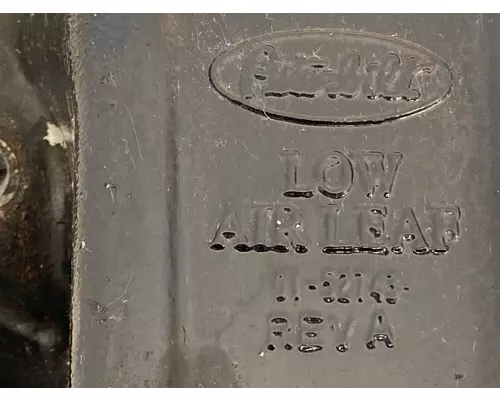 Peterbilt
LOW
AIR LEAF
REV A